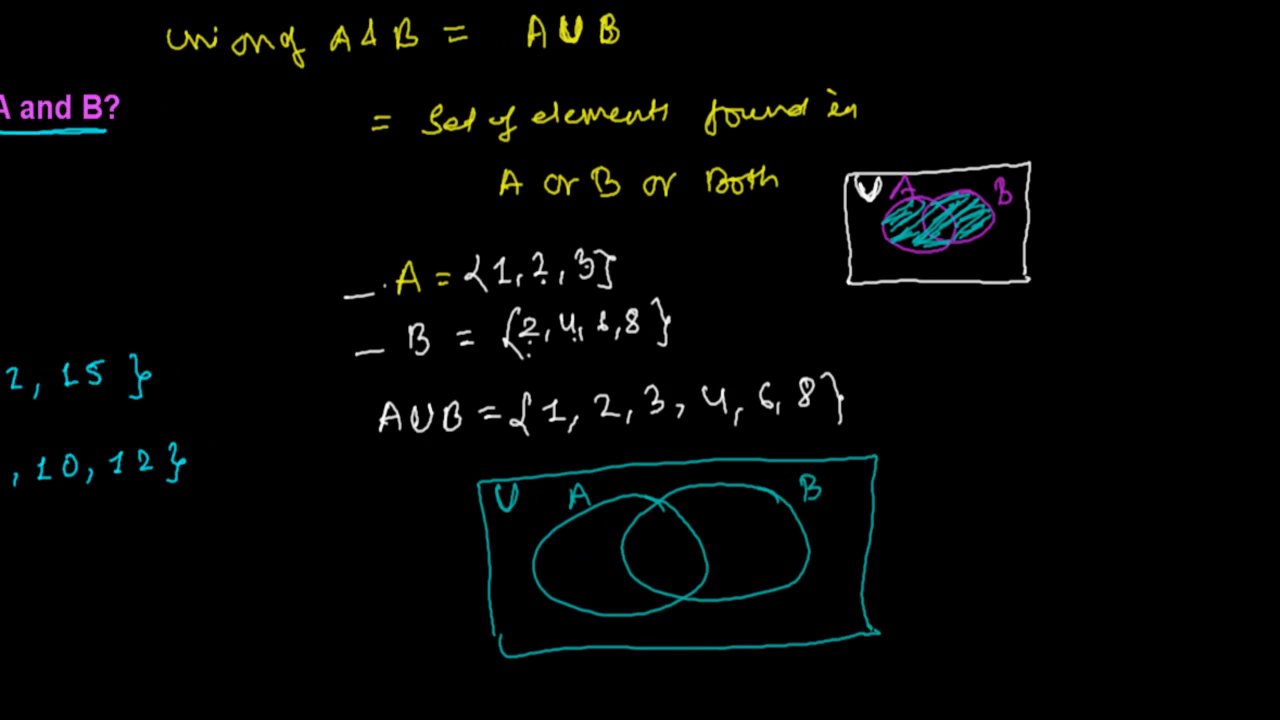 Union of A & B = A U B
A and B?
= Set of elements found in
A or B or Both
U A B
A = {1, 2, 3}
B = {2, 4, 6, 8}
2, 15 }
A U B = {1, 2, 3, 4, 6, 8}
, 10, 12 }
U A B